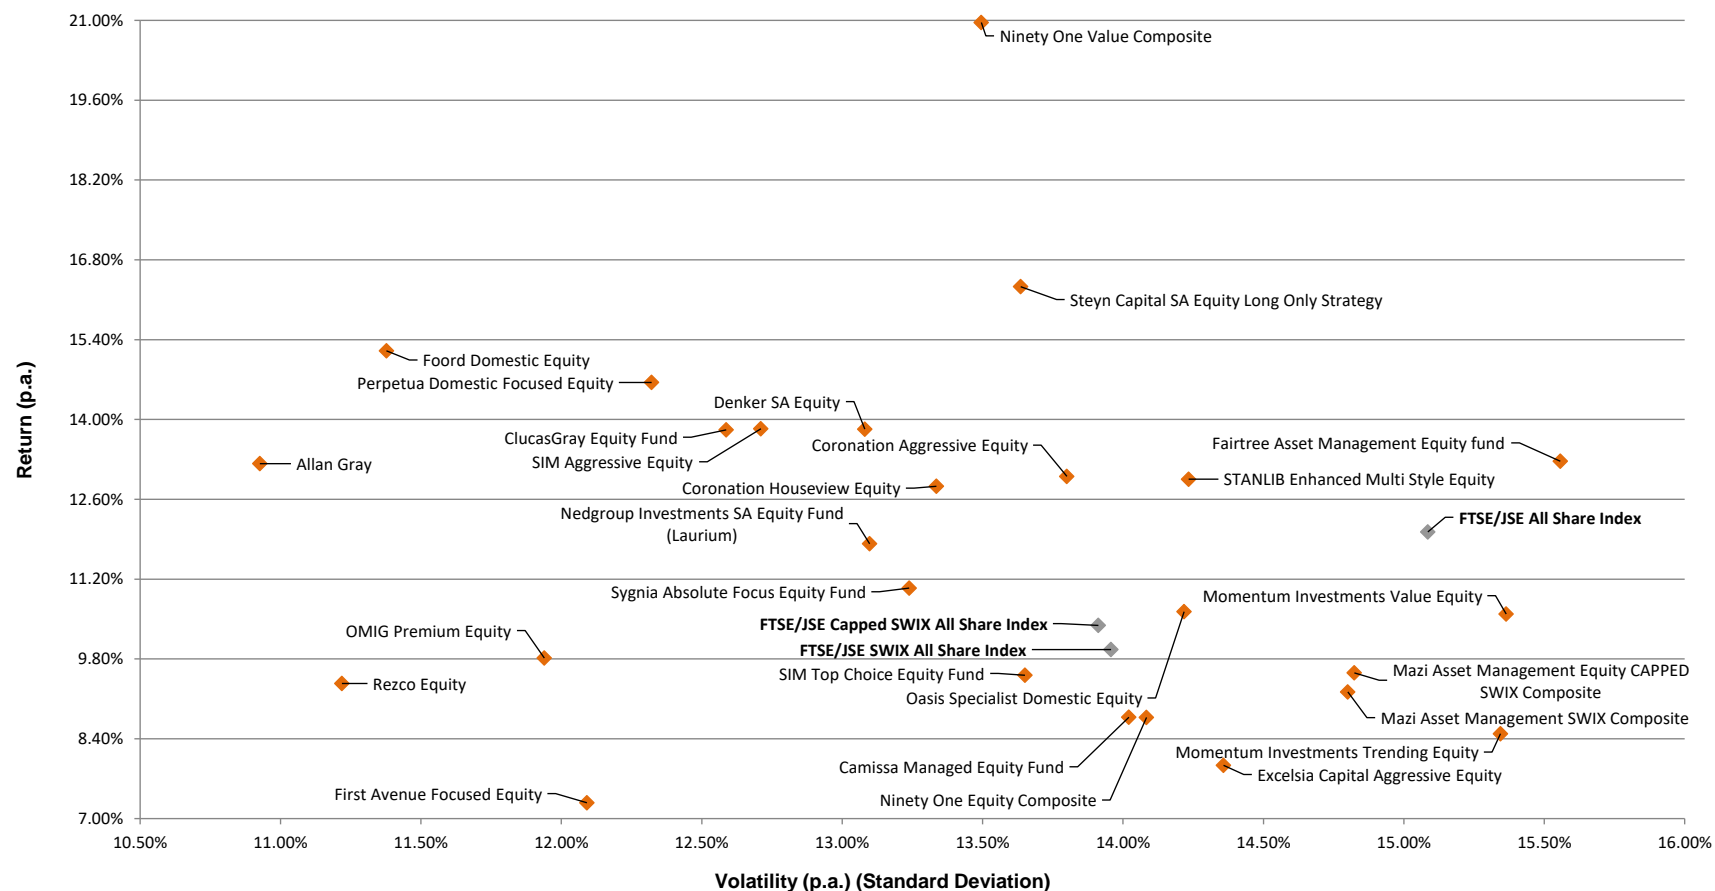 21.00%
Ninety One Value Composite
19.60%
18.20%
16.80%
Steyn Capital SA Equity Long Only Strategy
15.40%
Foord Domestic Equity
Perpetua Domestic Focused Equity
Denker SA Equity
14.00%
ClucasGray Equity Fund
Coronation Aggressive Equity
Fairtree Asset Management Equity fund
SIM Aggressive Equity
Allan Gray
STANLIB Enhanced Multi Style Equity
Coronation Houseview Equity
12.60%
Nedgroup Investments SA Equity Fund
(Laurium)
FTSE/JSE All Share Index
11.20%
Sygnia Absolute Focus Equity Fund
Momentum Investments Value Equity
FTSE/JSE Capped SWIX All Share Index
OMIG Premium Equity
FTSE/JSE SWIX All Share Index
9.80%
SIM Top Choice Equity Fund
Mazi Asset Management Equity CAPPED
SWIX Composite
Rezco Equity
Oasis Specialist Domestic Equity
Mazi Asset Management SWIX Composite
8.40%
Momentum Investments Trending Equity
Camissa Managed Equity Fund
Excelsia Capital Aggressive Equity
First Avenue Focused Equity
Ninety One Equity Composite
7.00%
Return (p.a.)
10.50%
11.00%
11.50%
12.00%
12.50%
13.00%
13.50%
14.00%
14.50%
15.00%
15.50%
16.00%
Volatility (p.a.) (Standard Deviation)